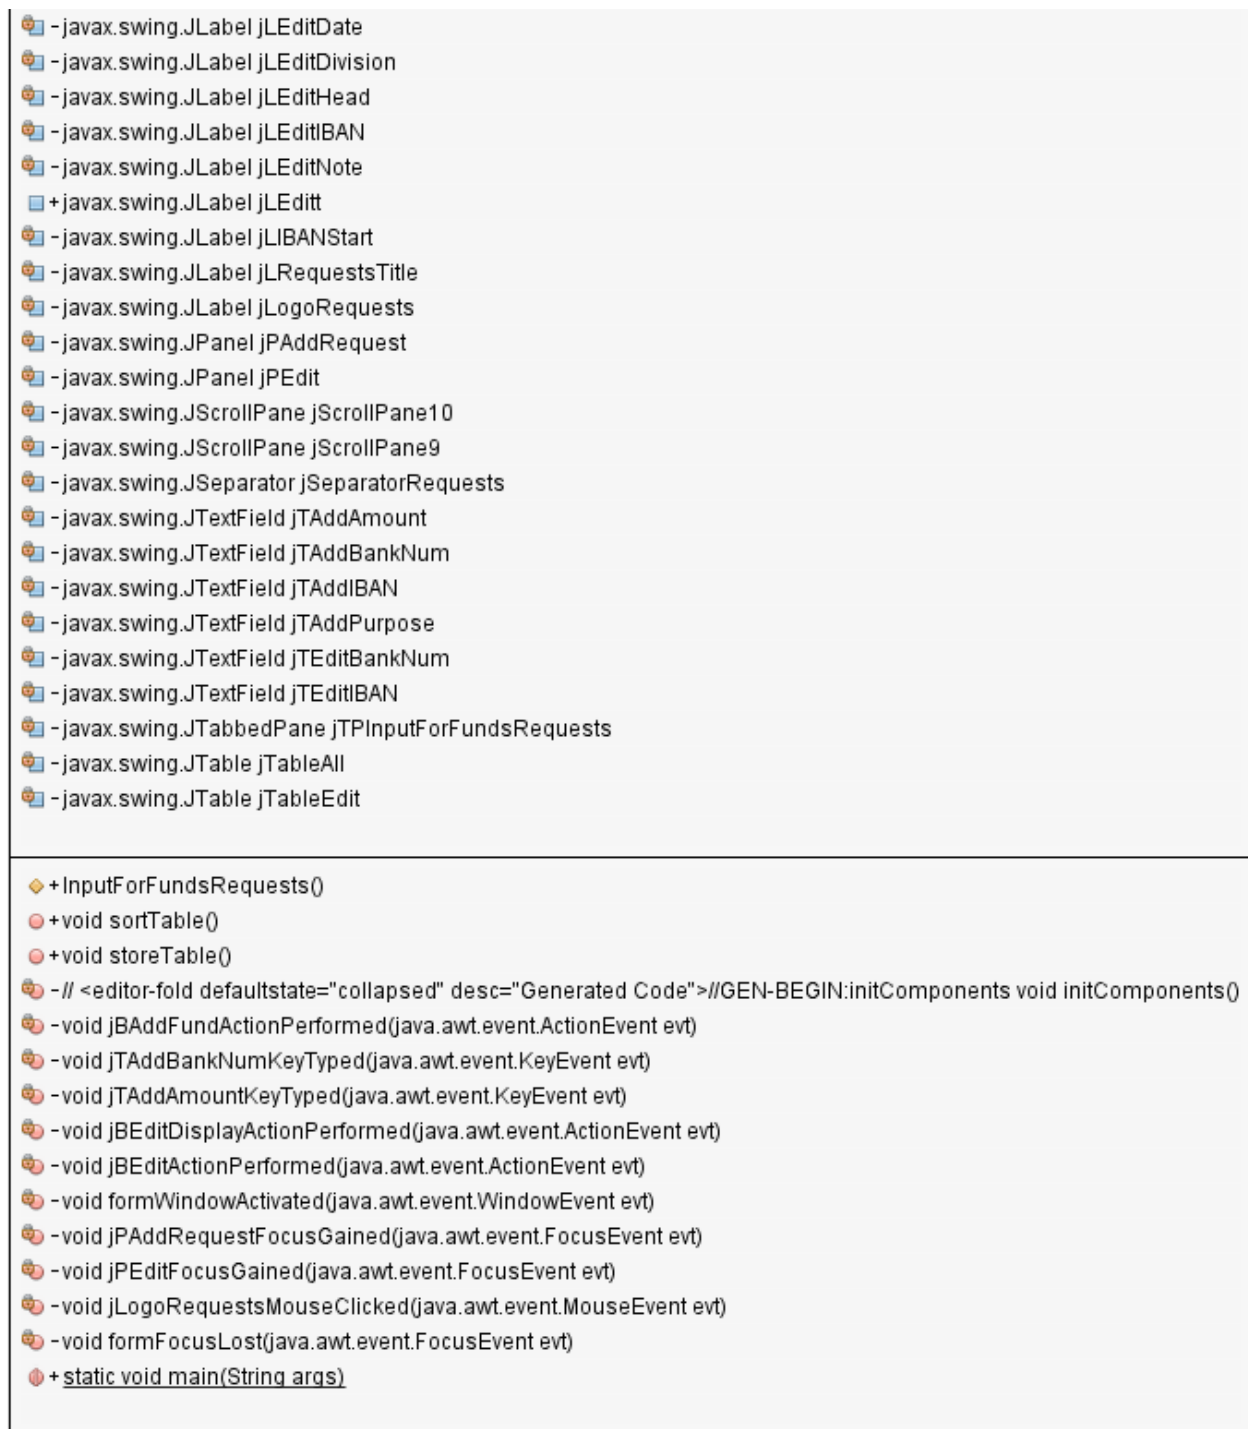 -javax.swing.JLabel jLEditDate
-javax.swing.JLabel jLEditDivision
-javax.swing.JLabel jLEditHead
-javax.swing.JLabel jLEditIBAN
-javax.swing.JLabel jLEditNote
+javax.swing.JLabel jLEditt
-javax.swing.JLabel jLIBANStart
-javax.swing.JLabel jLRequestsTitle
-javax.swing.JLabel jLogoRequests
-javax.swing.JPanel jPAddRequest
-javax.swing.JPanel jPEdit
-javax.swing.JScrollPane jScrollPane10
-javax.swing.JScrollPane jScrollPane9
-javax.swing.JSeparator jSeparatorRequests
-javax.swing.JTextField jTAddAmount
-javax.swing.JTextField jTAddBankNum
-javax.swing.JTextField jTAddIBAN
-javax.swing.JTextField jTAddPurpose
-javax.swing.JTextField jTEditBankNum
-javax.swing.JTextField jTEditIBAN
-javax.swing.JTabbedPane jTPInputForFundsRequests
-javax.swing.JTable jTableAll
-javax.swing.JTable jTableEdit
+InputForFundsRequests()
+void sortTable()
+void storeTable()
-// <editor-fold defaultstate="collapsed" desc="Generated Code">//GEN-BEGIN:initComponents void initComponents()
-void jBAddFundActionPerformed(java.awt.event.ActionEvent evt)
-void jTAddBankNumKeyTyped(java.awt.event.KeyEvent evt)
-void jTAddAmountKeyTyped(java.awt.event.KeyEvent evt)
-void jBEditDisplayActionPerformed(java.awt.event.ActionEvent evt)
-void jBEditActionPerformed(java.awt.event.ActionEvent evt)
-void formWindowActivated(java.awt.event.WindowEvent evt)
-void jPAddRequestFocusGained(java.awt.event.FocusEvent evt)
-void jPEditFocusGained(java.awt.event.FocusEvent evt)
-void jLogoRequestsMouseClicked(java.awt.event.MouseEvent evt)
-void formFocusLost(java.awt.event.FocusEvent evt)
+static void main(String args)